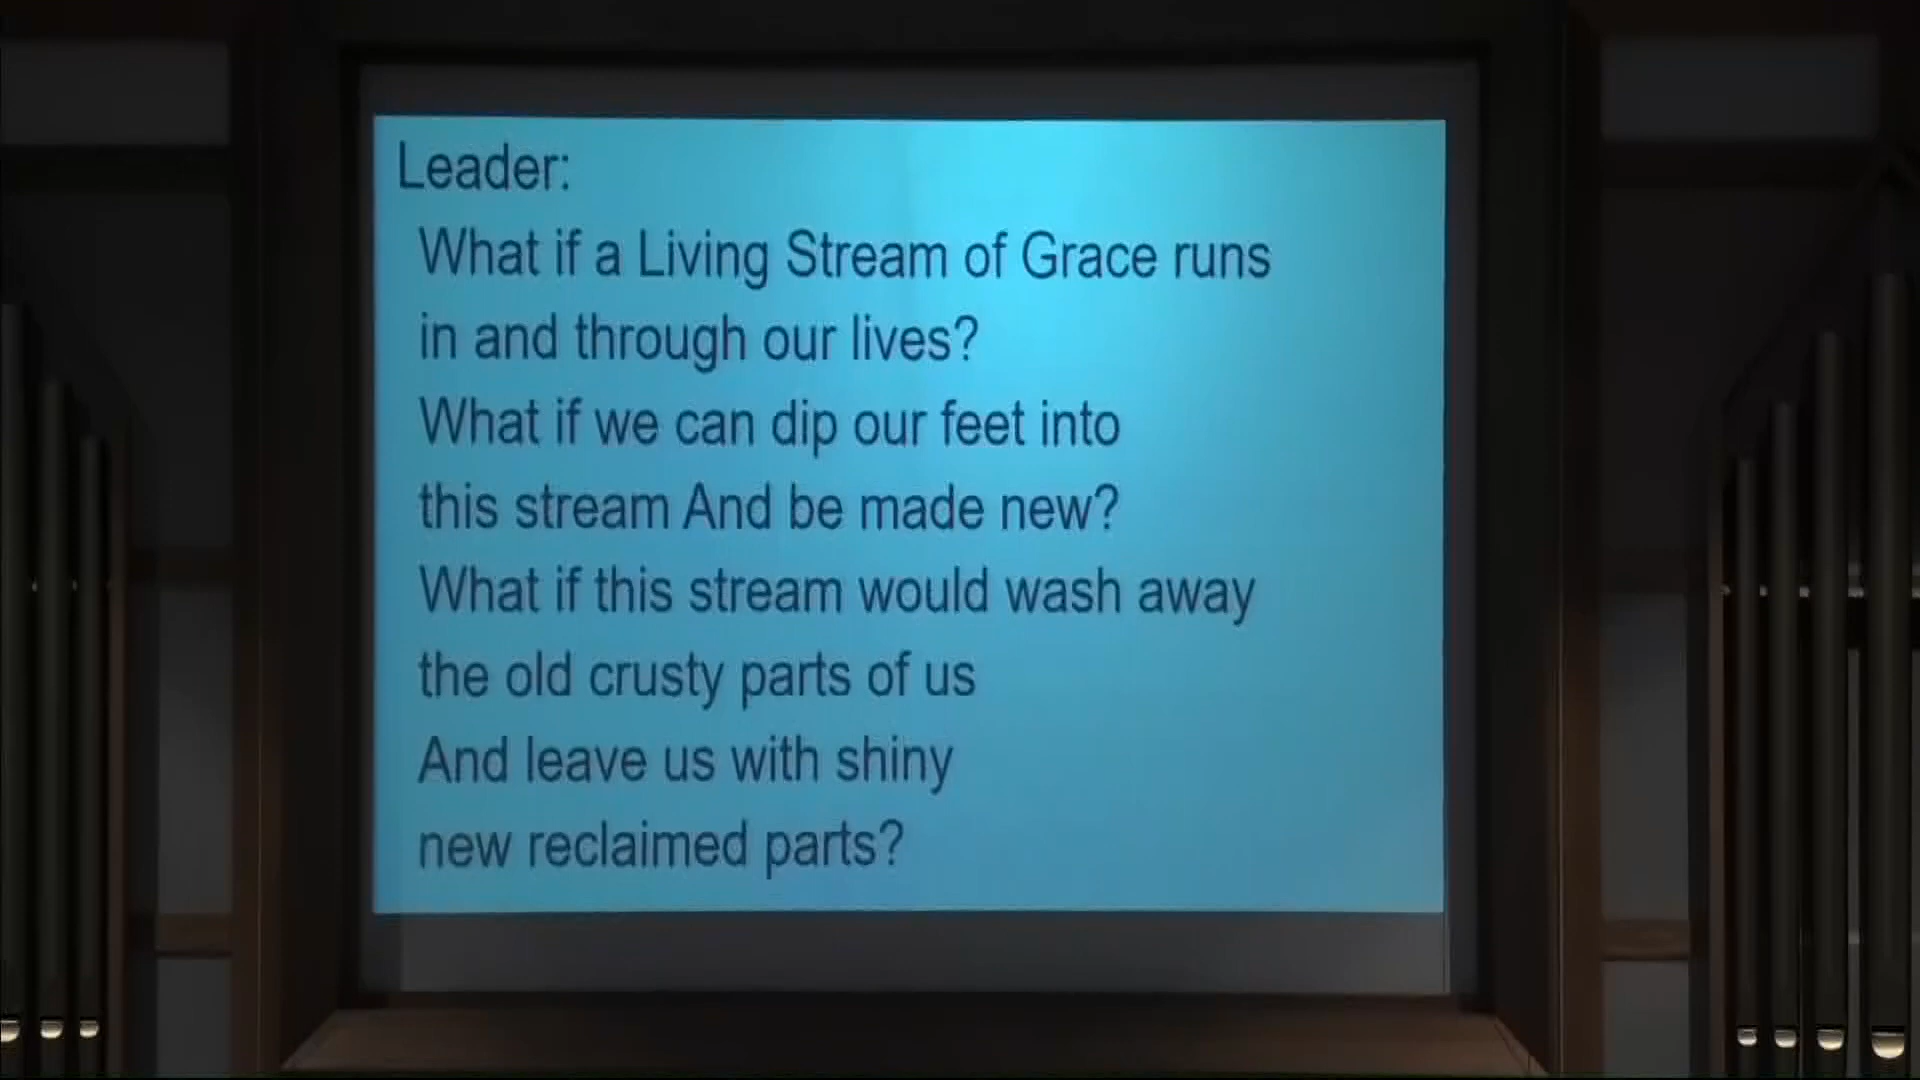 Leader:
What if a Living Stream of Grace runs
in and through our lives?
What if we can dip our feet into
this stream And be made new?
What if this stream would wash away
the old crusty parts of us
And leave us with shiny
new reclaimed parts?